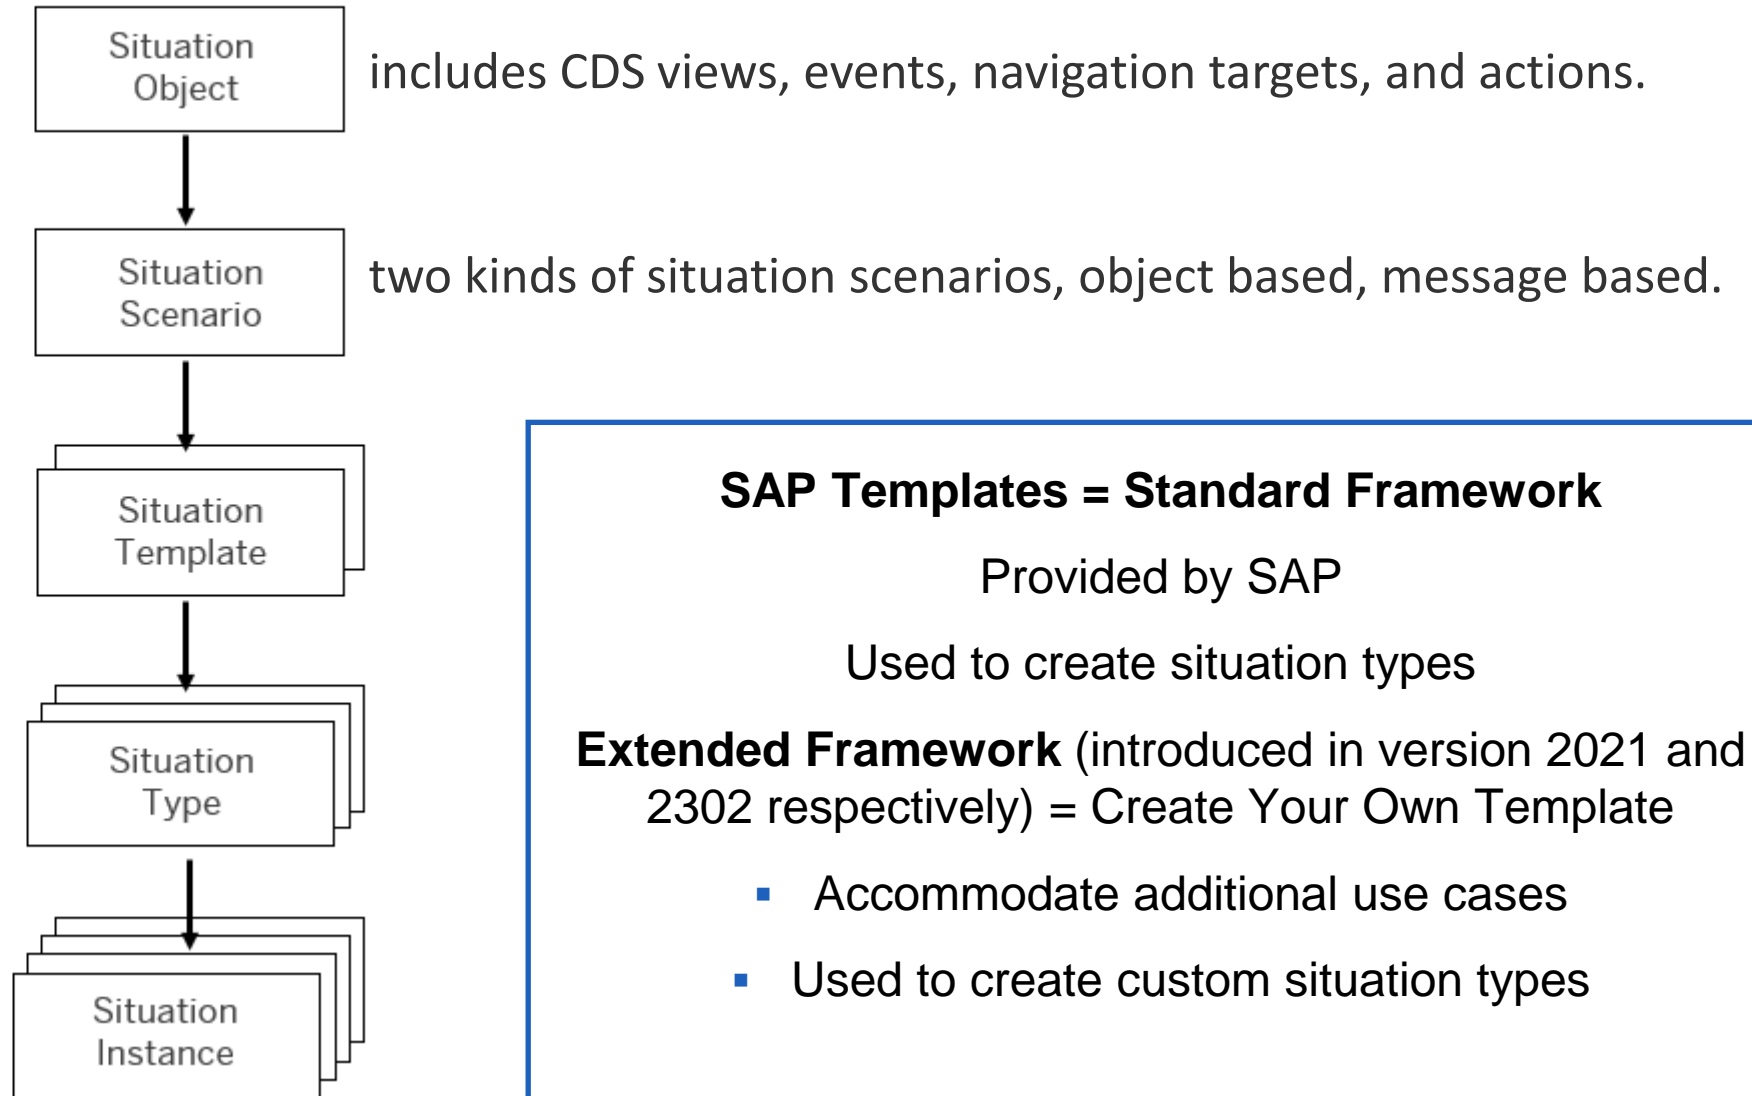 Situation
Object
includes CDS views, events, navigation targets, and actions.
Situation
Scenario
two kinds of situation scenarios, object based, message based.
Situation
Template
Situation
Type
Situation
Instance
SAP Templates = Standard Framework
Provided by SAP
Used to create situation types
Extended Framework (introduced in version 2021 and
2302 respectively) = Create Your Own Template
▪ Accommodate additional use cases
▪ Used to create custom situation types